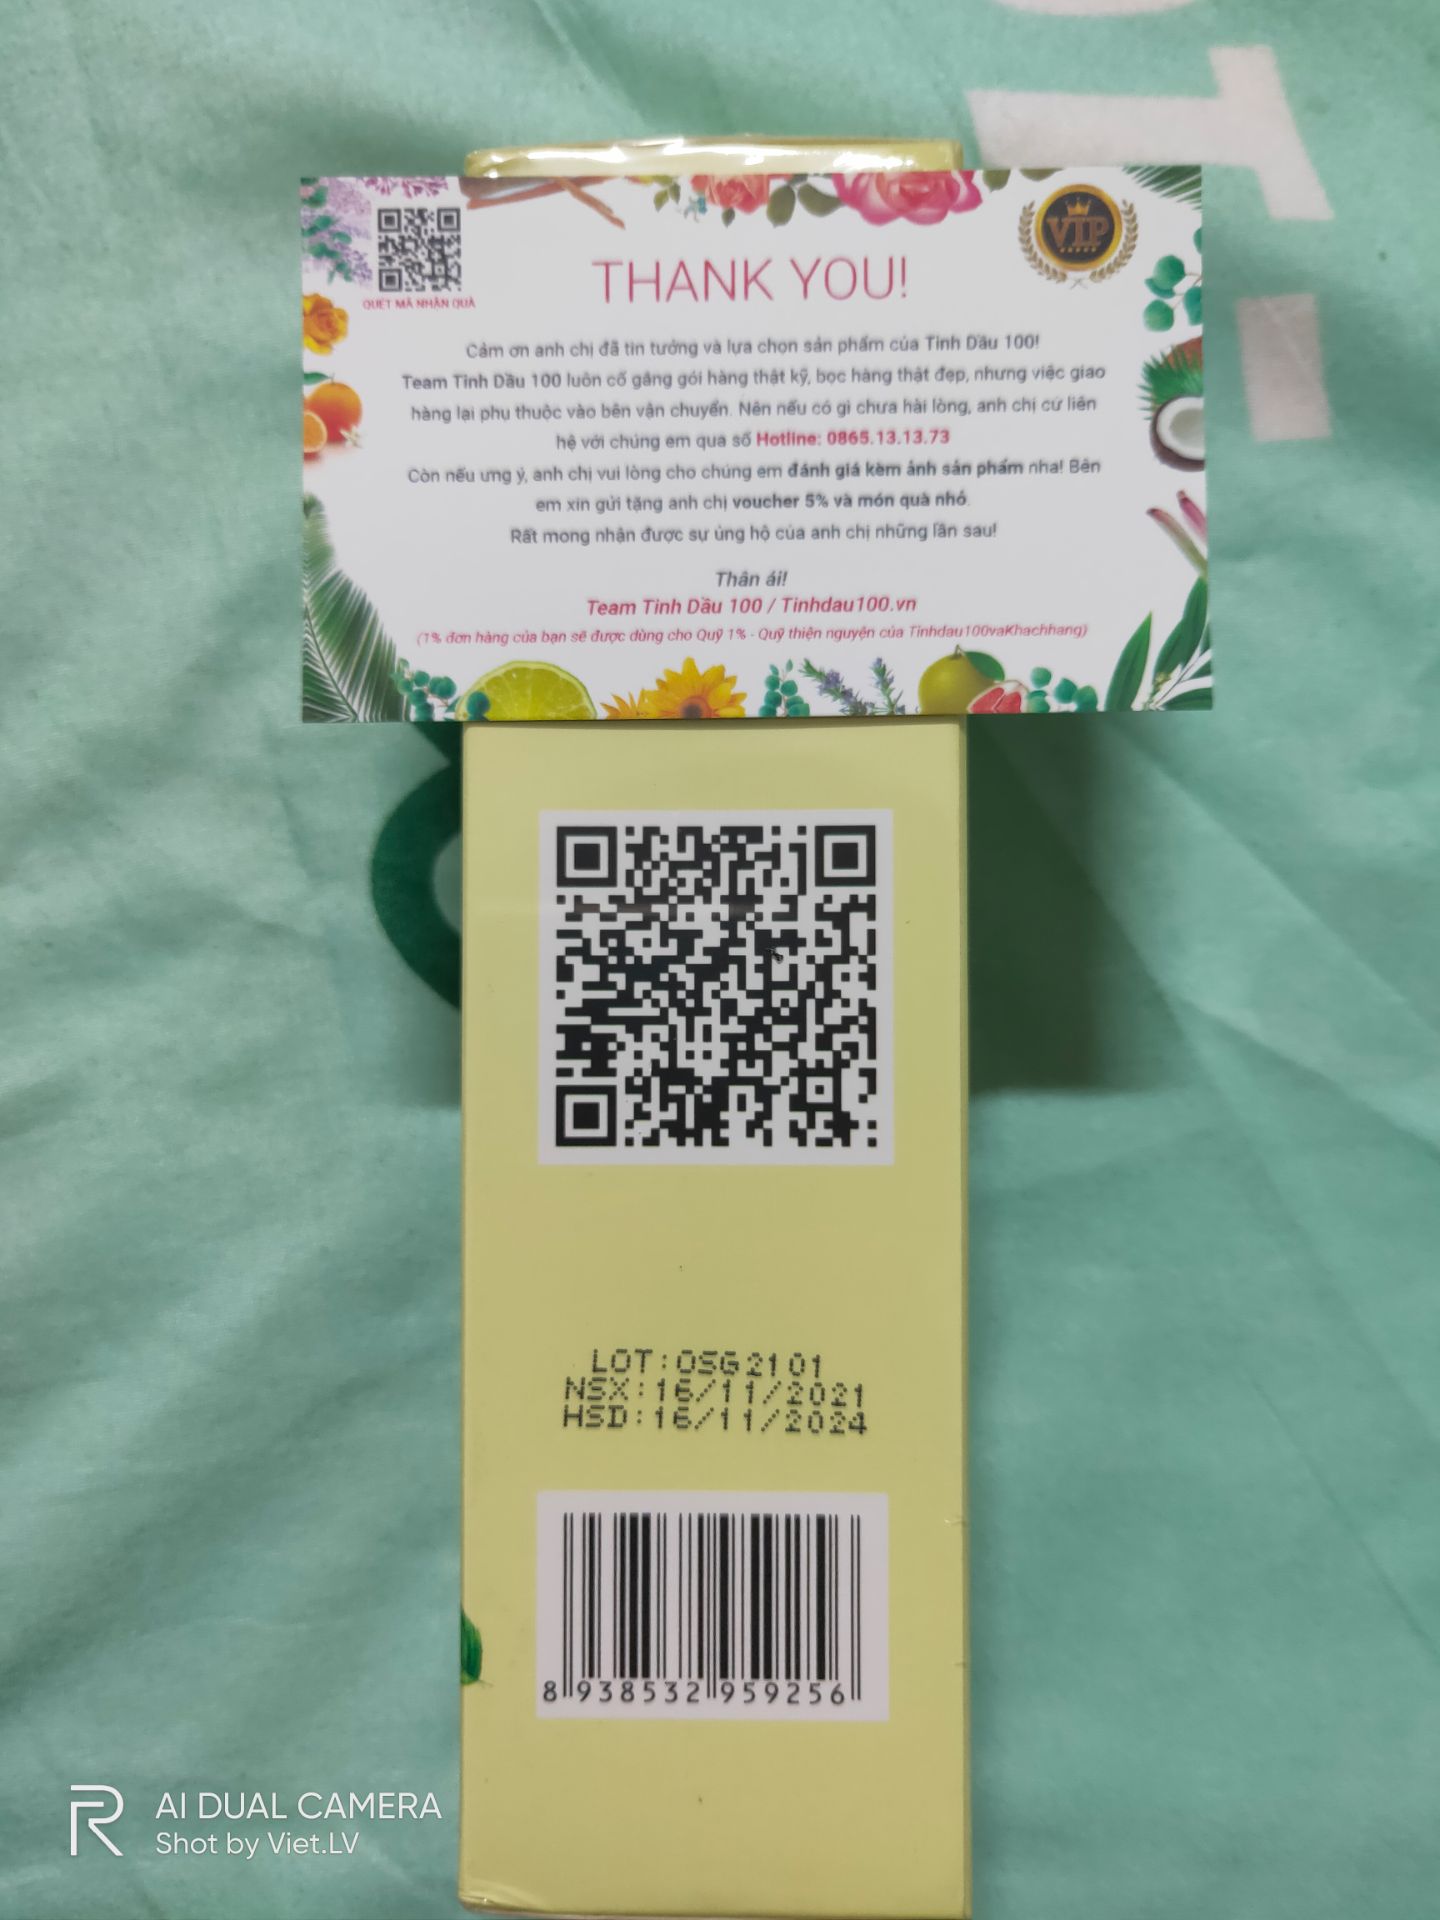 THANK YOU!
VIP
QUÉT MÃ NHẬN QUÀ
Cảm ơn anh chị đã tin tưởng và lựa chọn sản phẩm của Tinh Dầu 100!
Team Tinh Dầu 100 luôn cố gắng gói hàng thật kỹ, bọc hàng thật đẹp, nhưng việc giao
hàng lại phụ thuộc vào bên vận chuyển. Nên nếu có gì chưa hài lòng, anh chị cứ liên
hệ với chúng em qua số Hotline: 0865.13.13.73
Còn nếu ưng ý, anh chị vui lòng cho chúng em đánh giá kèm ảnh sản phẩm nha! Bên
em xin gửi tặng anh chị voucher 5% và món quà nhỏ.
Rất mong nhận được sự ủng hộ của anh chị những lần sau!
Thân ái!
Team Tinh Dầu 100 / Tinhdau100.vn
(1% đơn hàng của bạn sẽ được dùng cho Quỹ 1% - Quỹ thiện nguyện của Tinhdau100vaKhachhang)
LOT:OSG2101
NSX:16/11/2021
HSD:16/11/2024
8 938532 959256
AI DUAL CAMERA
Shot by Viet.LV